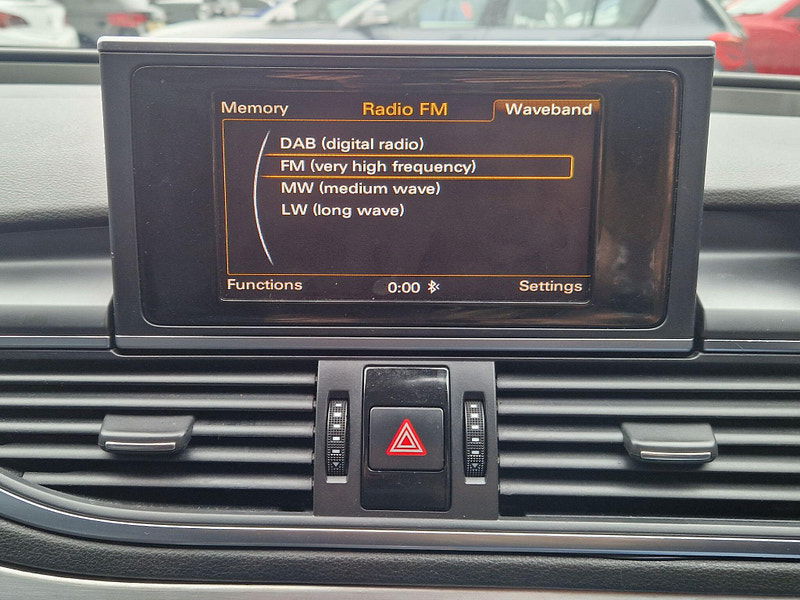 Memory Radio FM Waveband
DAB (digital radio)
FM (very high frequency)
MW (medium wave)
LW (long wave)
Functions 0:00 Settings